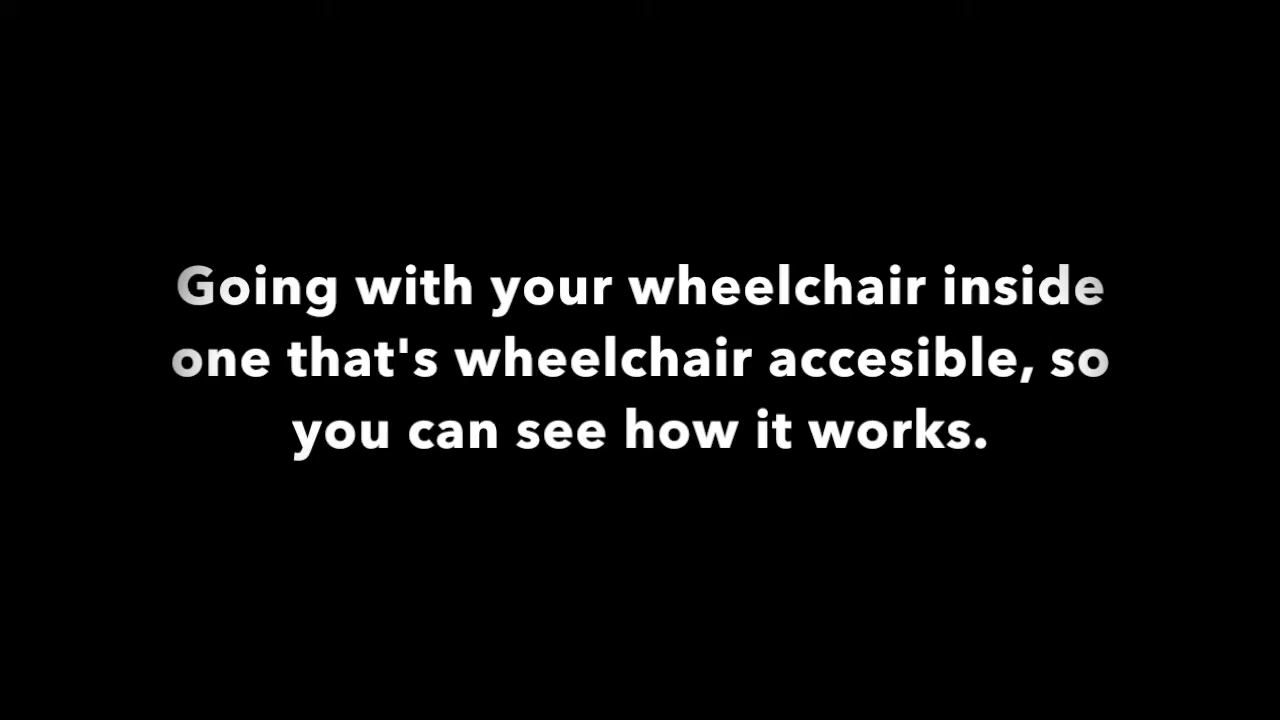 Going with your wheelchair inside
one that's wheelchair accesible, so
you can see how it works.